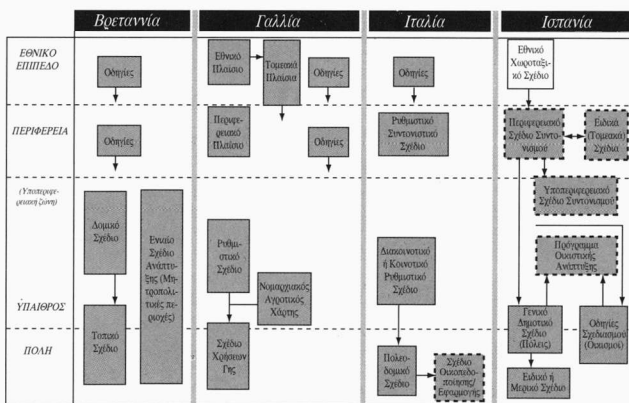 Βρεταννία
Γαλλία
Ιταλία
Ισπανία
ΕΘΝΙΚΟ
ΕΠΙΠΕΔΟ
Οδηγίες
Εθνικό
Πλαίσιο
Τομεακά
Πλαίσια
Οδηγίες
Οδηγίες
Εθνικό
Χωροταξι-
κό Σχέδιο
ΠΕΡΙΦΕΡΕΙΑ
Οδηγίες
Περιφε-
ρειακό
Πλαίσιο
Οδηγίες
Ρυθμιστικό
Συντονιστικό
Σχέδιο
Περιφερειακό
Σχέδιο Συντο-
νισμού
Ειδικά
(Τομεακά)
Σχέδια
(Υποπεριφε-
ρειακή ζώνη)
Υποπεριφερειακό
Σχέδιο Συντονισμού
Δομικό
Σχέδιο
Ενιαίο
Σχέδιο
Ανάπτυ-
ξης (Μη-
τροπολι-
τικές πε-
ριοχές)
Ρυθμι-
στικό
Σχέδιο
Νομαρχιακός
Αγροτικός
Χάρτης
Διακοινοτικό
ή Κοινοτικό
Ρυθμιστικό
Σχέδιο
Πρόγραμμα
Οικιστικής
Ανάπτυξης
ΥΠΑΙΘΡΟΣ
Τοπικό
Σχέδιο
Γενικό
Δημοτικό
Σχέδιο
(Πόλεις)
Οδηγίες
Σχεδιασμού
(Οικισμοί)
ΠΟΛΗ
Σχέδιο
Χρήσεων
Γης
Πολεο-
δομικό
Σχέδιο
Σχέδιο
Οικοπεδο-
ποίησης/
Εφαρμογής
Ειδικό ή
Μερικό Σχέδιο